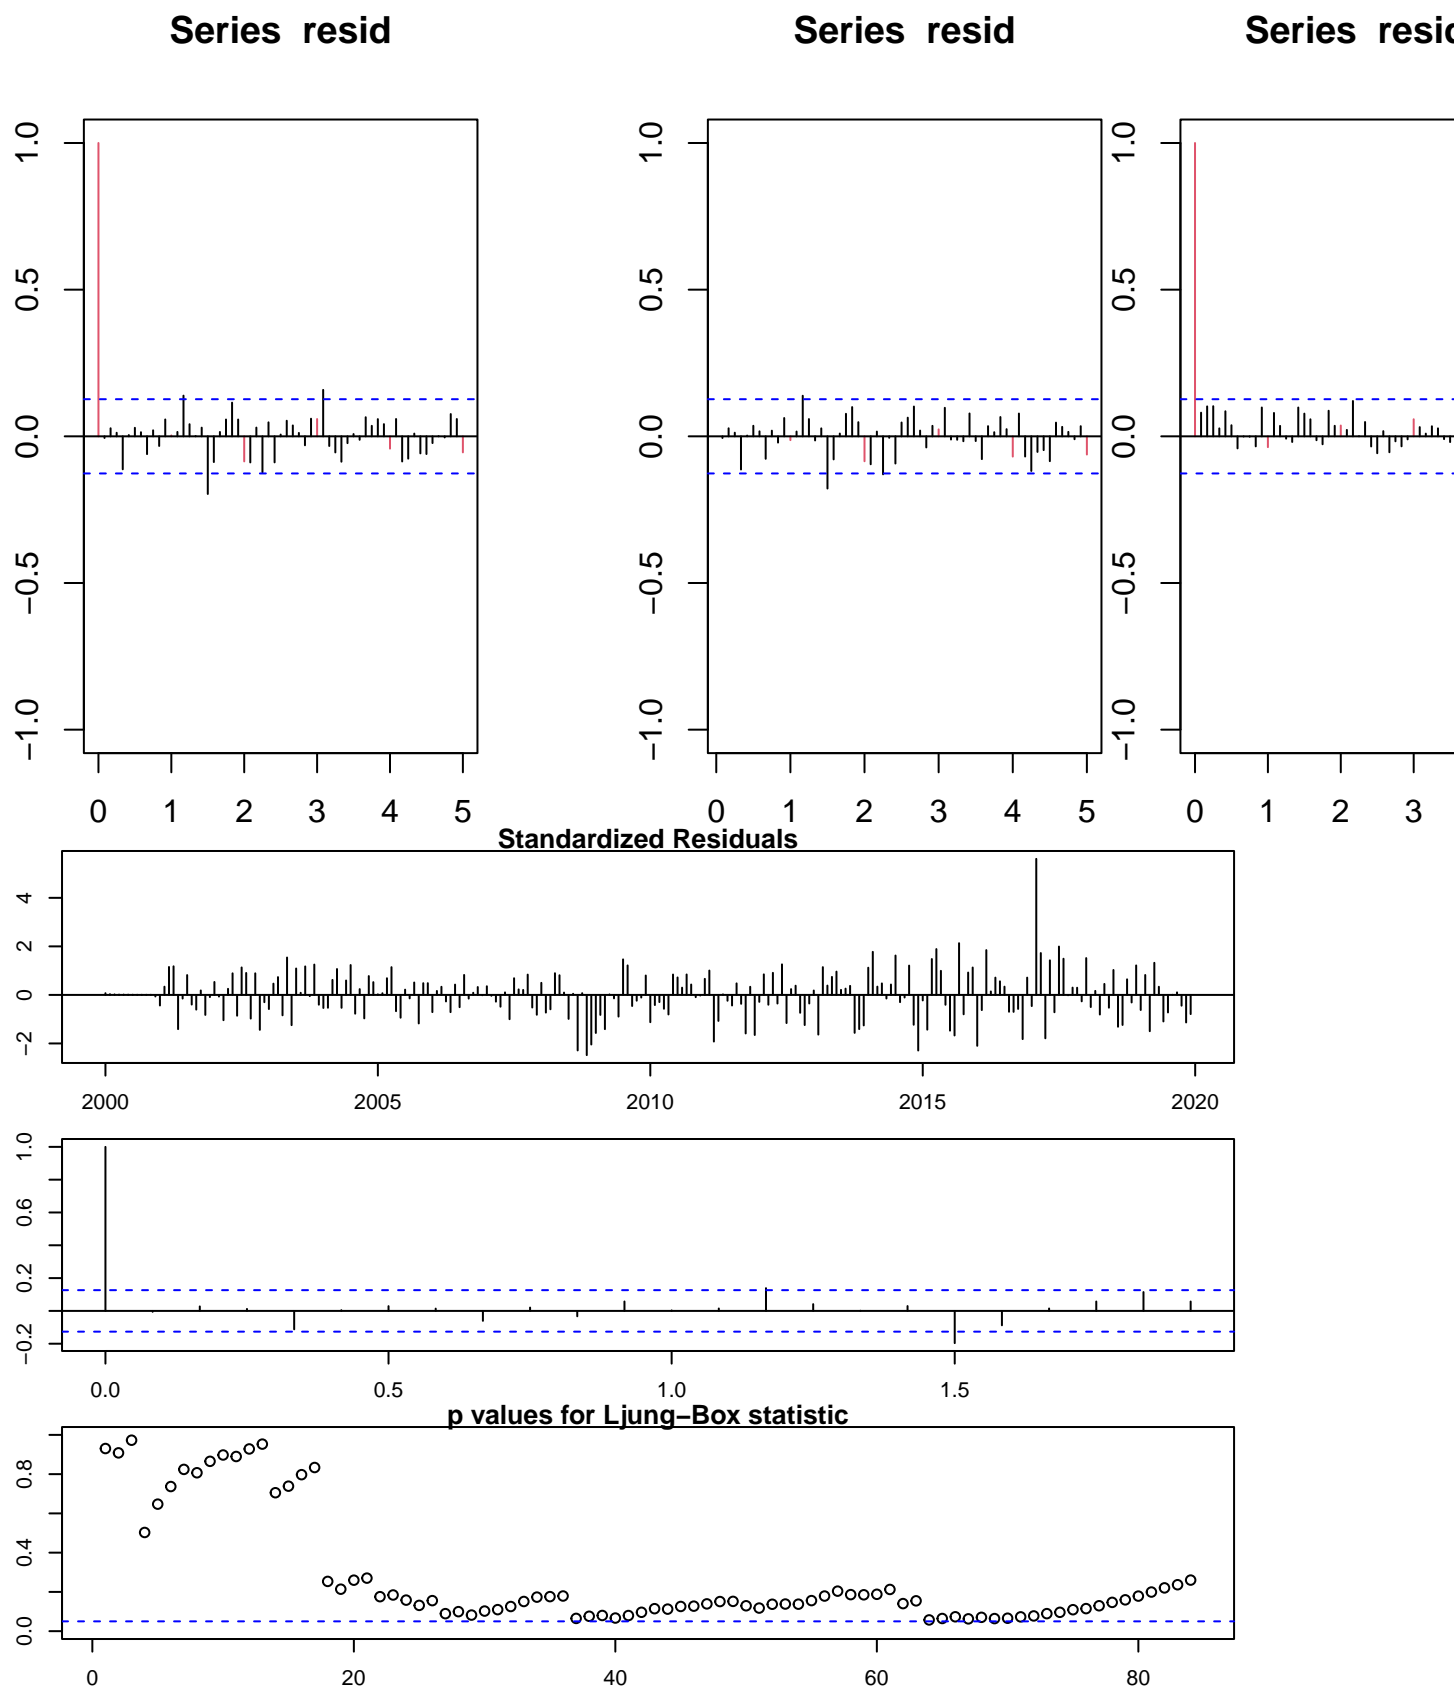 Series resid Series resid Series resid
1.0 1.0 1.0
0.5 0.5 0.5
0.0 0.0 0.0
−0.5 −0.5 −0.5
−1.0 −1.0 −1.0
0 1 2 3 4 5 0 1 2 3 4 5 0 1 2 3
Standardized Residuals
4
2
0
−2
2000 2005 2010 2015 2020
1.0
0.6
0.2
−0.2
0.0 0.5 1.0 1.5
p values for Ljung−Box statistic
0.8
0.4
0.0
0 20 40 60 80